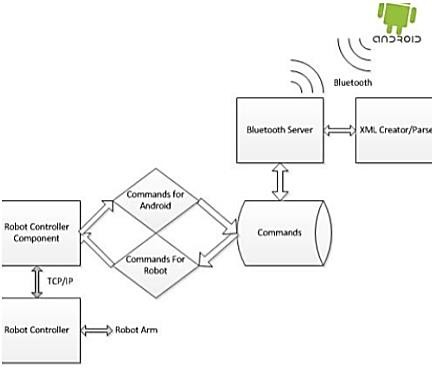 ANDROID
Bluetooth
Bluetooth Server
XML Creator/Parse
Commands for
Android
Robot Controller
Component
Commands
Commands For
Robot
TCP/IP
Robot Controller
Robot Arm